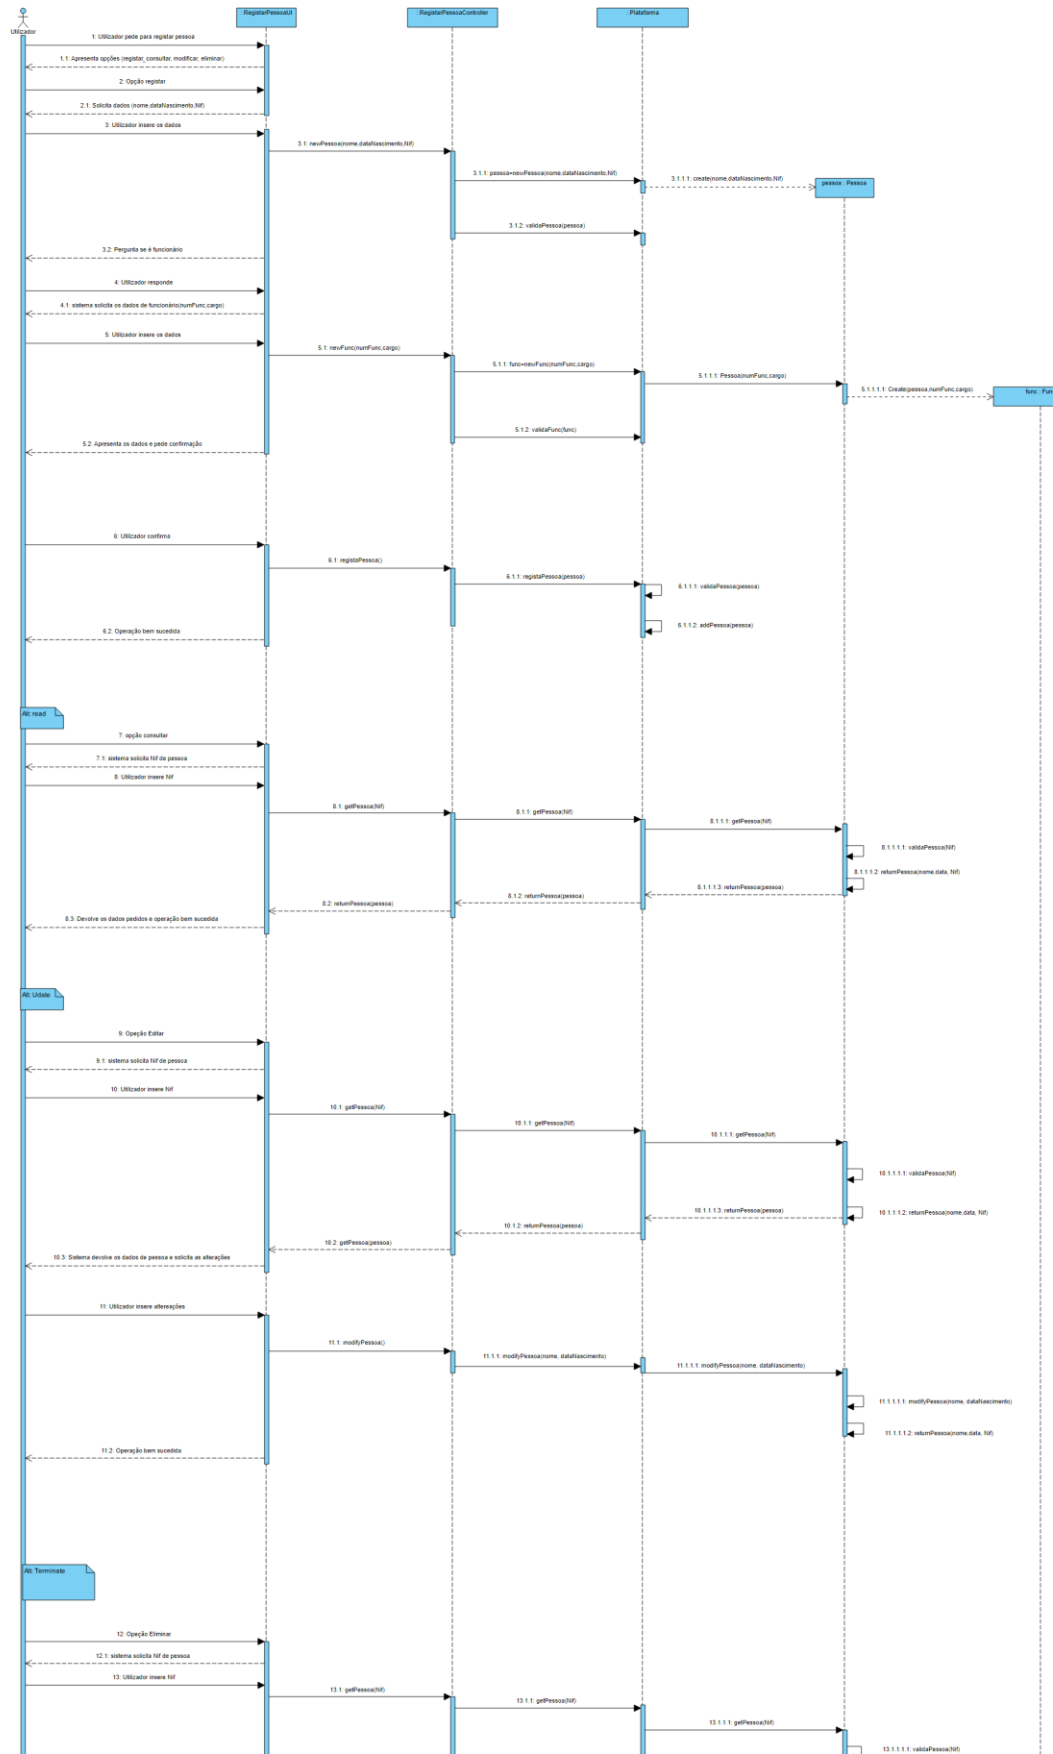 : RegistarPessoaUI
: RegistarPessoaController
: Plataforma
Utilizador
1: Utilizador pede para registar pessoa
1.1: Apresenta opções (registar, consultar, modificar, eliminar)
2: Opção registar
2.1: Solicita dados (nome,dataNascimento,Nif)
3: Utilizador insere os dados
3.1: newPessoa(nome,dataNascimento,Nif)
3.1.1: pessoa=newPessoa(nome,dataNascimento,Nif)
3.1.1.1: create(nome,dataNascimento,Nif)
pessoa : Pessoa
3.1.2: validaPessoa(pessoa)
3.2: Pergunta se é funcionário
4: Utilizador responde
4.1: sistema solicita os dados de funcionário(numFunc,cargo)
5: Utilizador insere os dados
5.1: newFunc(numFunc,cargo)
5.1.1: func=newFunc(numFunc,cargo)
5.1.1.1: Pessoa(numFunc,cargo)
5.1.1.1.1: Create(pessoa,numFunc,cargo)
func : Func
5.1.2: validaFunc(func)
5.2: Apresenta os dados e pede confirmação
6: Utilizador confirma
6.1: registaPessoa()
6.1.1: registaPessoa(pessoa)
6.1.1.1: validaPessoa(pessoa)
6.1.1.2: addPessoa(pessoa)
6.2: Operação bem sucedida
Alt: read
7: opção consultar
7.1: sistema solicita Nif de pessoa
8: Utilizador insere Nif
8.1: getPessoa(Nif)
8.1.1: getPessoa(Nif)
8.1.1.1: getPessoa(Nif)
8.1.1.1.1: validaPessoa(Nif)
8.1.1.1.2: returnPessoa(nome,data, Nif)
8.1.1.1.3: returnPessoa(pessoa)
8.1.2: returnPessoa(pessoa)
8.2: returnPessoa(pessoa)
8.3: Devolve os dados pedidos e operação bem sucedida
Alt: Udate
9: Opeção Editar
9.1: sistema solicita Nif de pessoa
10: Utilizador insere Nif
10.1: getPessoa(Nif)
10.1.1: getPessoa(Nif)
10.1.1.1: getPessoa(Nif)
10.1.1.1.1: validaPessoa(Nif)
10.1.1.1.2: returnPessoa(nome,data, Nif)
10.1.1.1.3: returnPessoa(pessoa)
10.1.2: returnPessoa(pessoa)
10.2: getPessoa(pessoa)
10.3: Sistema devolve os dados de pessoa e solicita as alterações
11: Utilizador insere altereações
11.1: modifyPessoa()
11.1.1: modifyPessoa(nome, dataNascimento)
11.1.1.1: modifyPessoa(nome, dataNascimento)
11.1.1.1.1: modifyPessoa(nome, dataNascimento)
11.1.1.1.2: returnPessoa(nome,data, Nif)
11.2: Operação bem sucedida
Alt: Terminate
12: Opeção Eliminar
12.1: sistema solicita Nif de pessoa
13: Utilizador insere Nif
13.1: getPessoa(Nif)
13.1.1: getPessoa(Nif)
13.1.1.1: getPessoa(Nif)
13.1.1.1.1: validaPessoa(Nif)